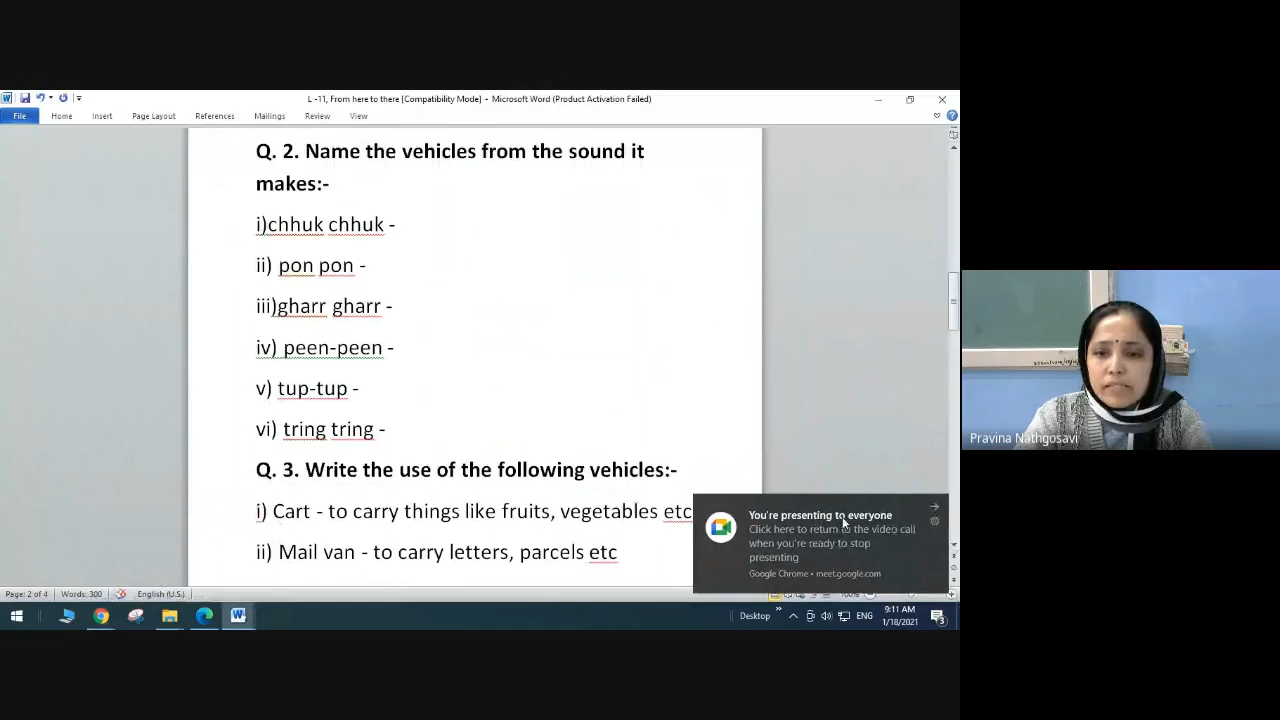 L -11, From here to there [Compatibility Mode] - Microsoft Word (Product Activation Failed)
File Home Insert Page Layout References Mailings Review View
Q. 2. Name the vehicles from the sound it
makes:-
i)chhuk chhuk -
ii) pon pon -
iii)gharr gharr -
iv) peen-peen -
v) tup-tup -
vi) tring tring -
Q. 3. Write the use of the following vehicles:-
i) Cart - to carry things like fruits, vegetables etc
ii) Mail van - to carry letters, parcels etc
You're presenting to everyone
Click here to return to the video call
when you're ready to stop
presenting
Google Chrome • meet.google.com
Pravina Nathgosavi
Page: 2 of 4 Words: 300 English (U.S.) 100%
Desktop ENG 9:11 AM
1/18/2021
3